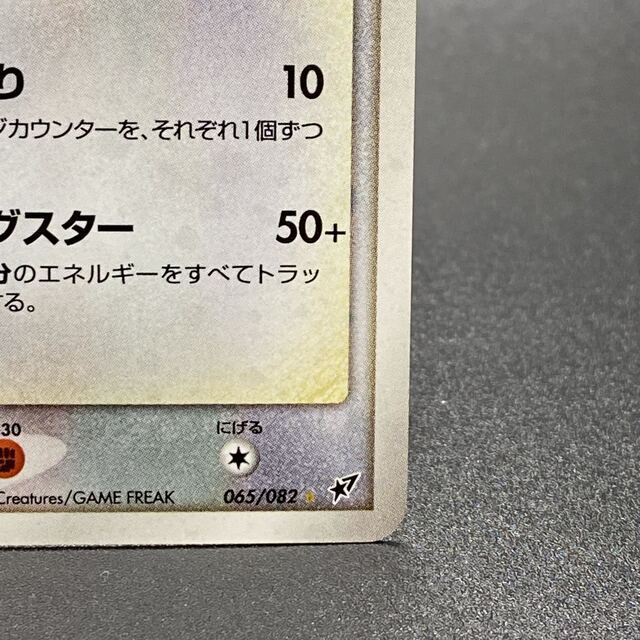 り 10
ジカウンターを、それぞれ1個ずつ
グスター 50+
分のエネルギーをすべてトラッ
する。
30 にげる
Creatures/GAME FREAK 065/082